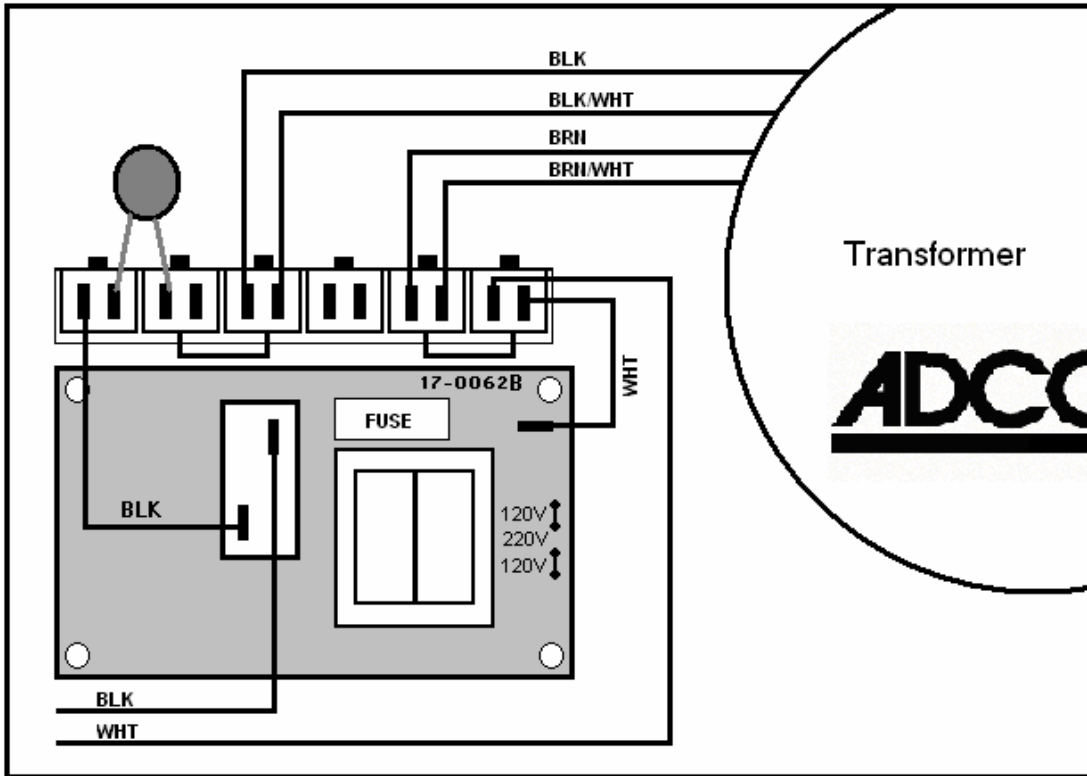 BLK
BLK/WHT
BRN
BRN/WHT
Transformer
ADCO
17-0062B
FUSE
WHT
BLK
120V
220V
120V
BLK
WHT